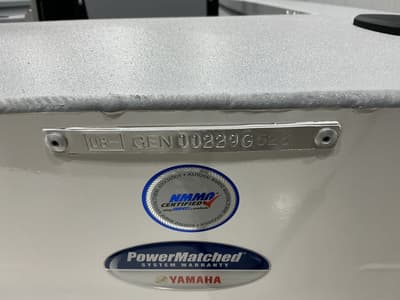 US-GEN00229G
NMMA
CERTIFIED
PowerMatched
SYSTEM WARRANTY
YAMAHA